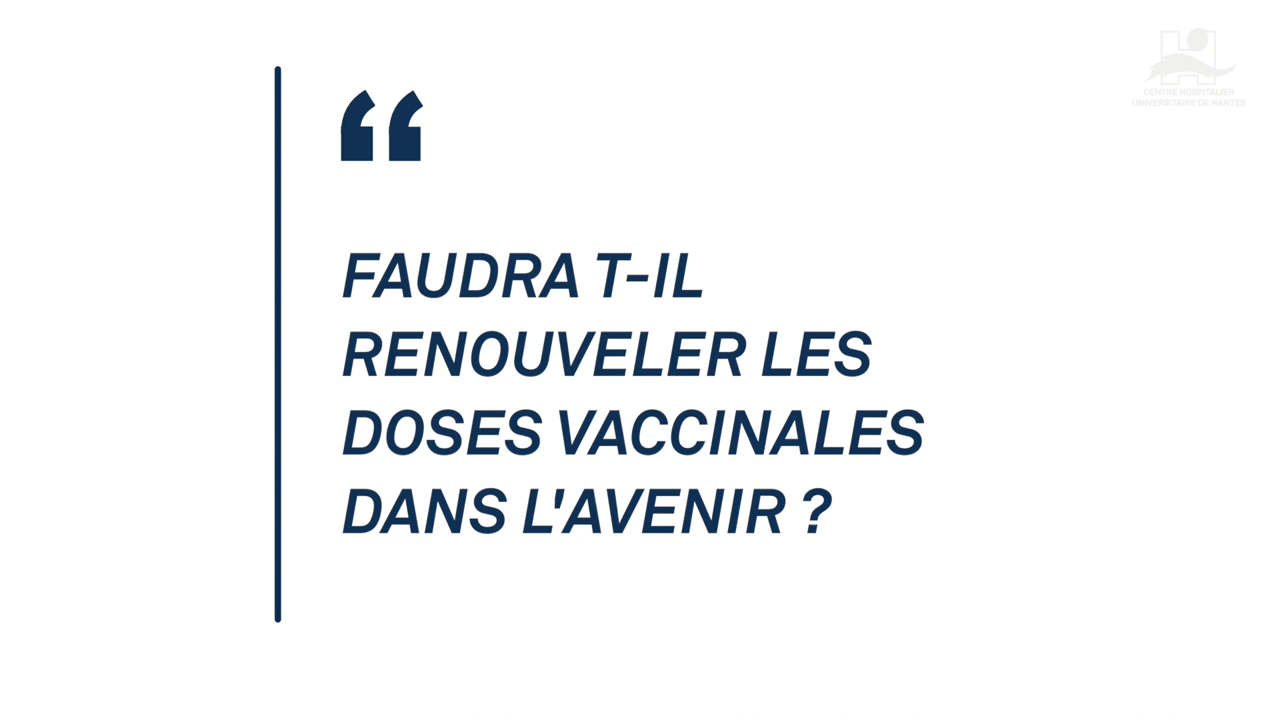 “
FAUDRA T-IL
RENOUVELER LES
DOSES VACCINALES
DANS L'AVENIR ?
CENTRE HOSPITALIER
UNIVERSITAIRE DE NANTES